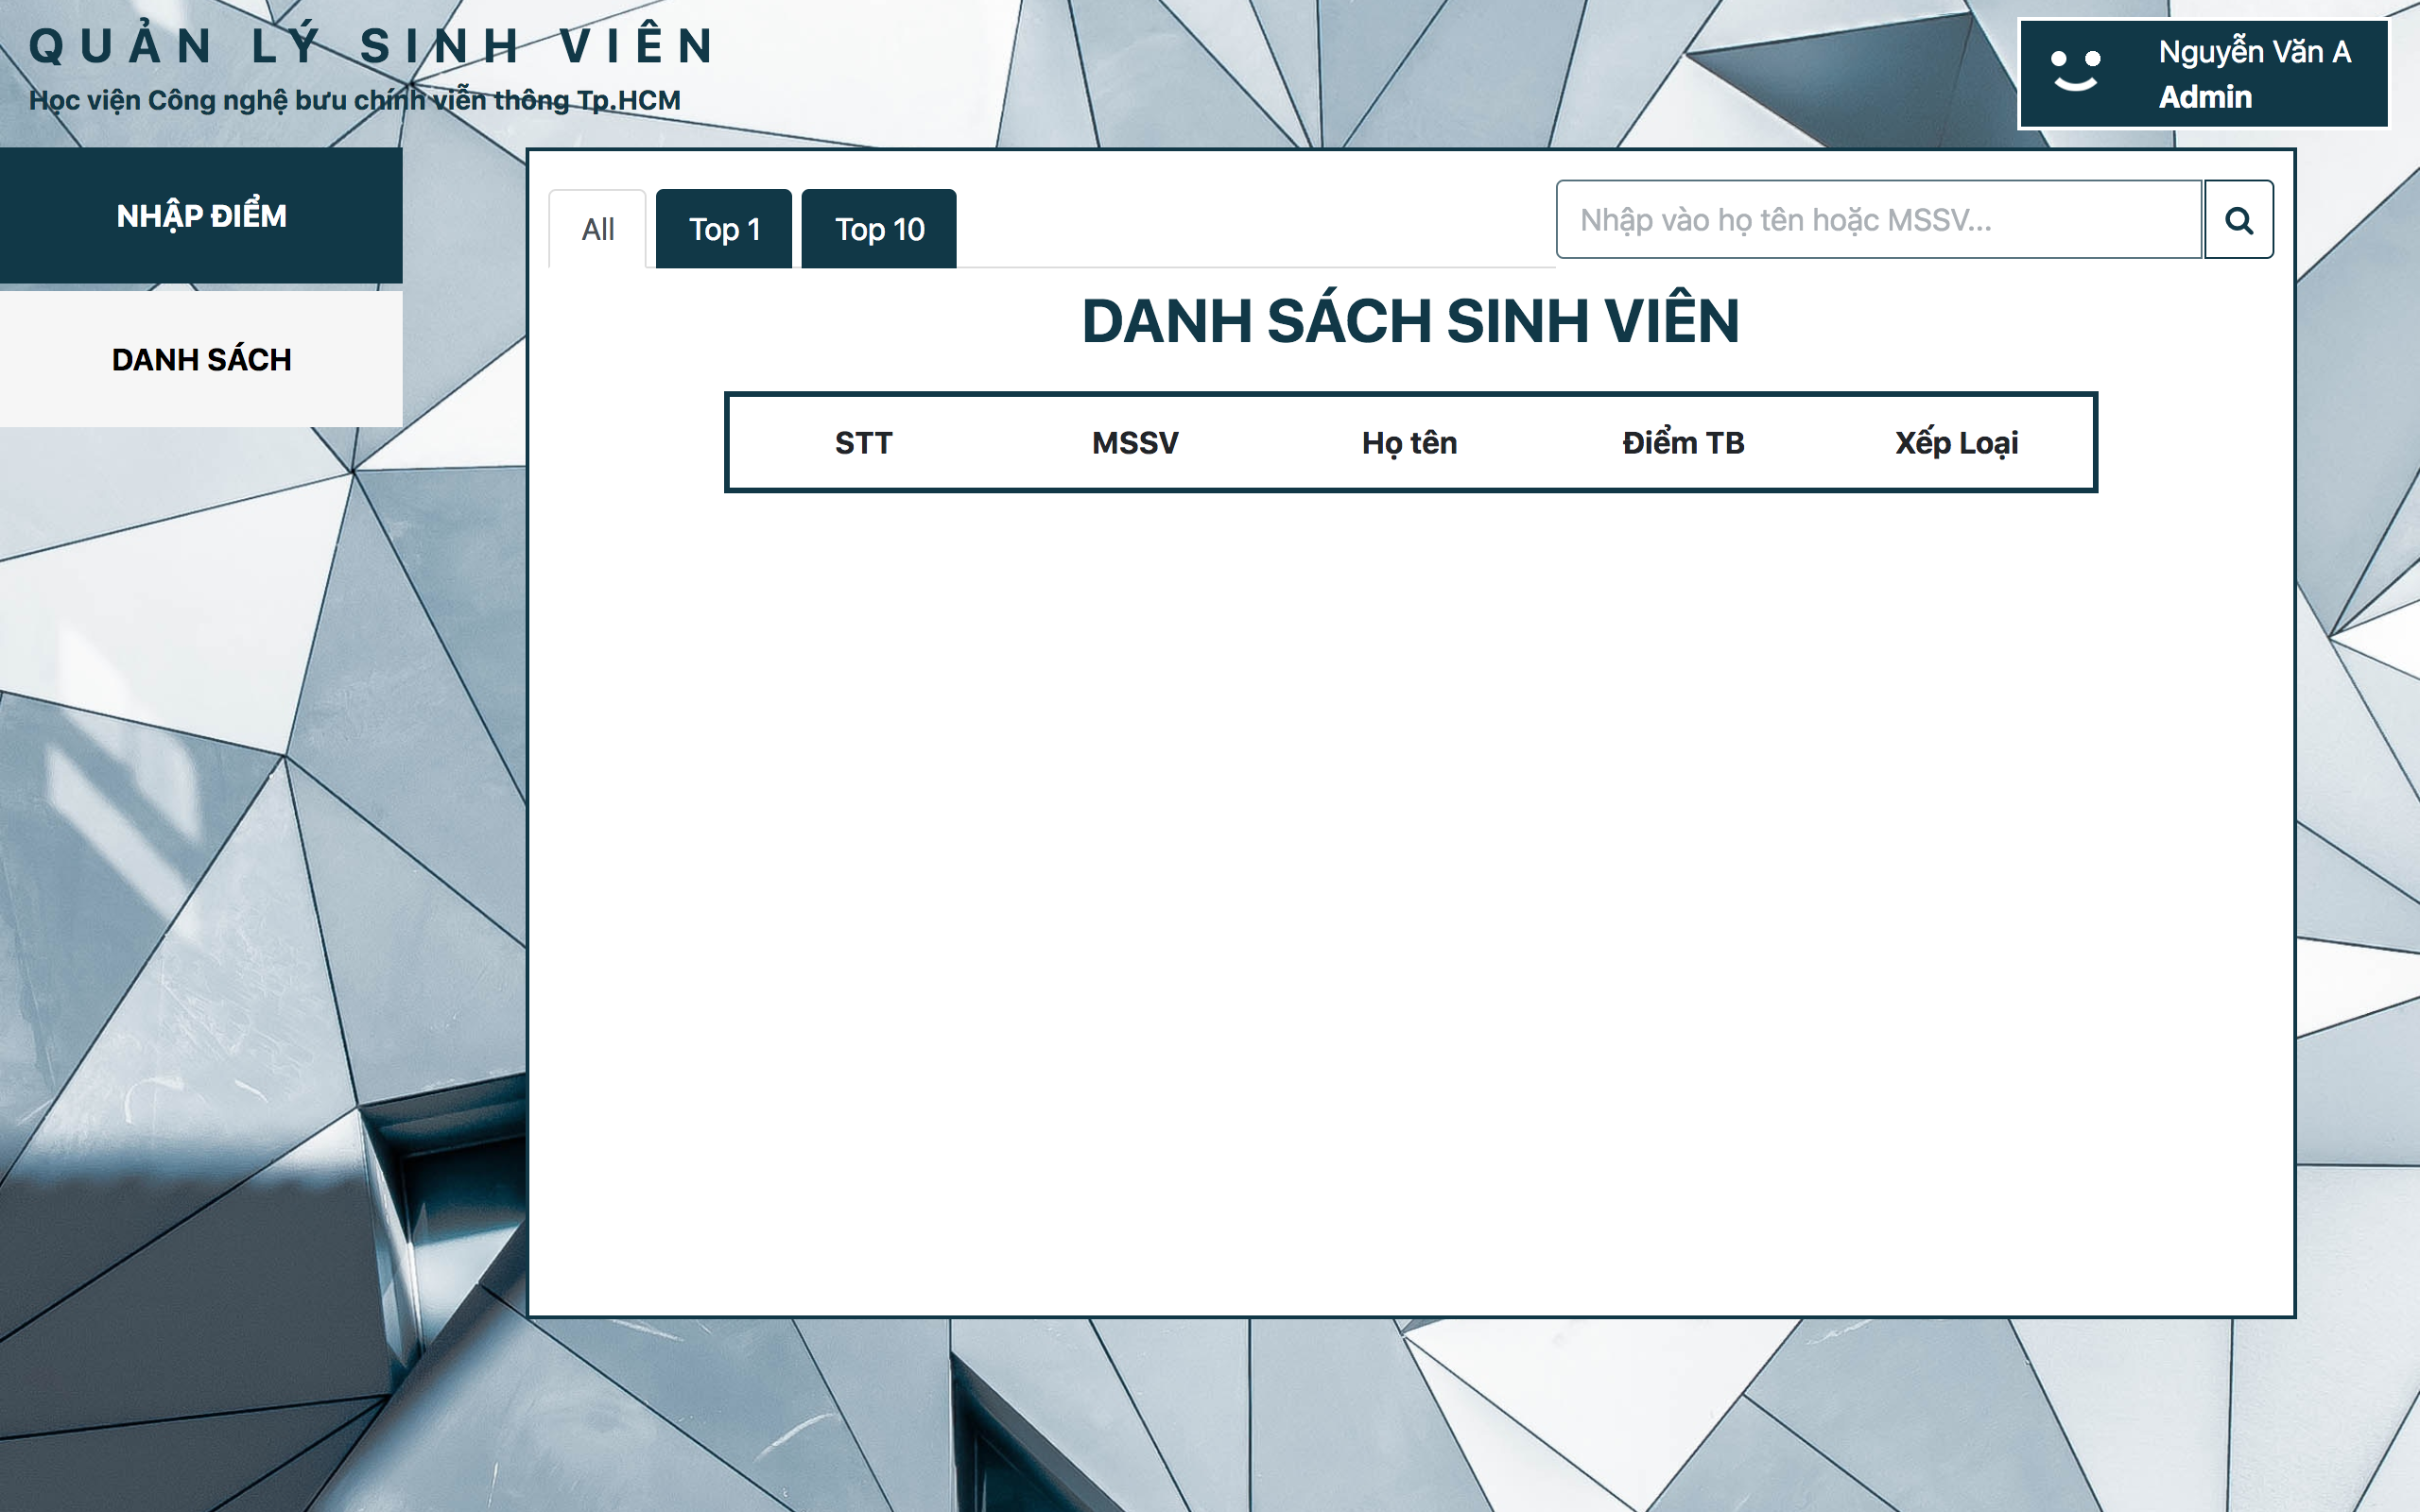 QUẢN LÝ SINH VIÊN
Học viện Công nghệ bưu chính viễn thông Tp.HCM
Nguyễn Văn A
Admin
NHẬP ĐIỂM
DANH SÁCH
All Top 1 Top 10
Nhập vào họ tên hoặc MSSV...
DANH SÁCH SINH VIÊN
STT MSSV Họ tên Điểm TB Xếp Loại